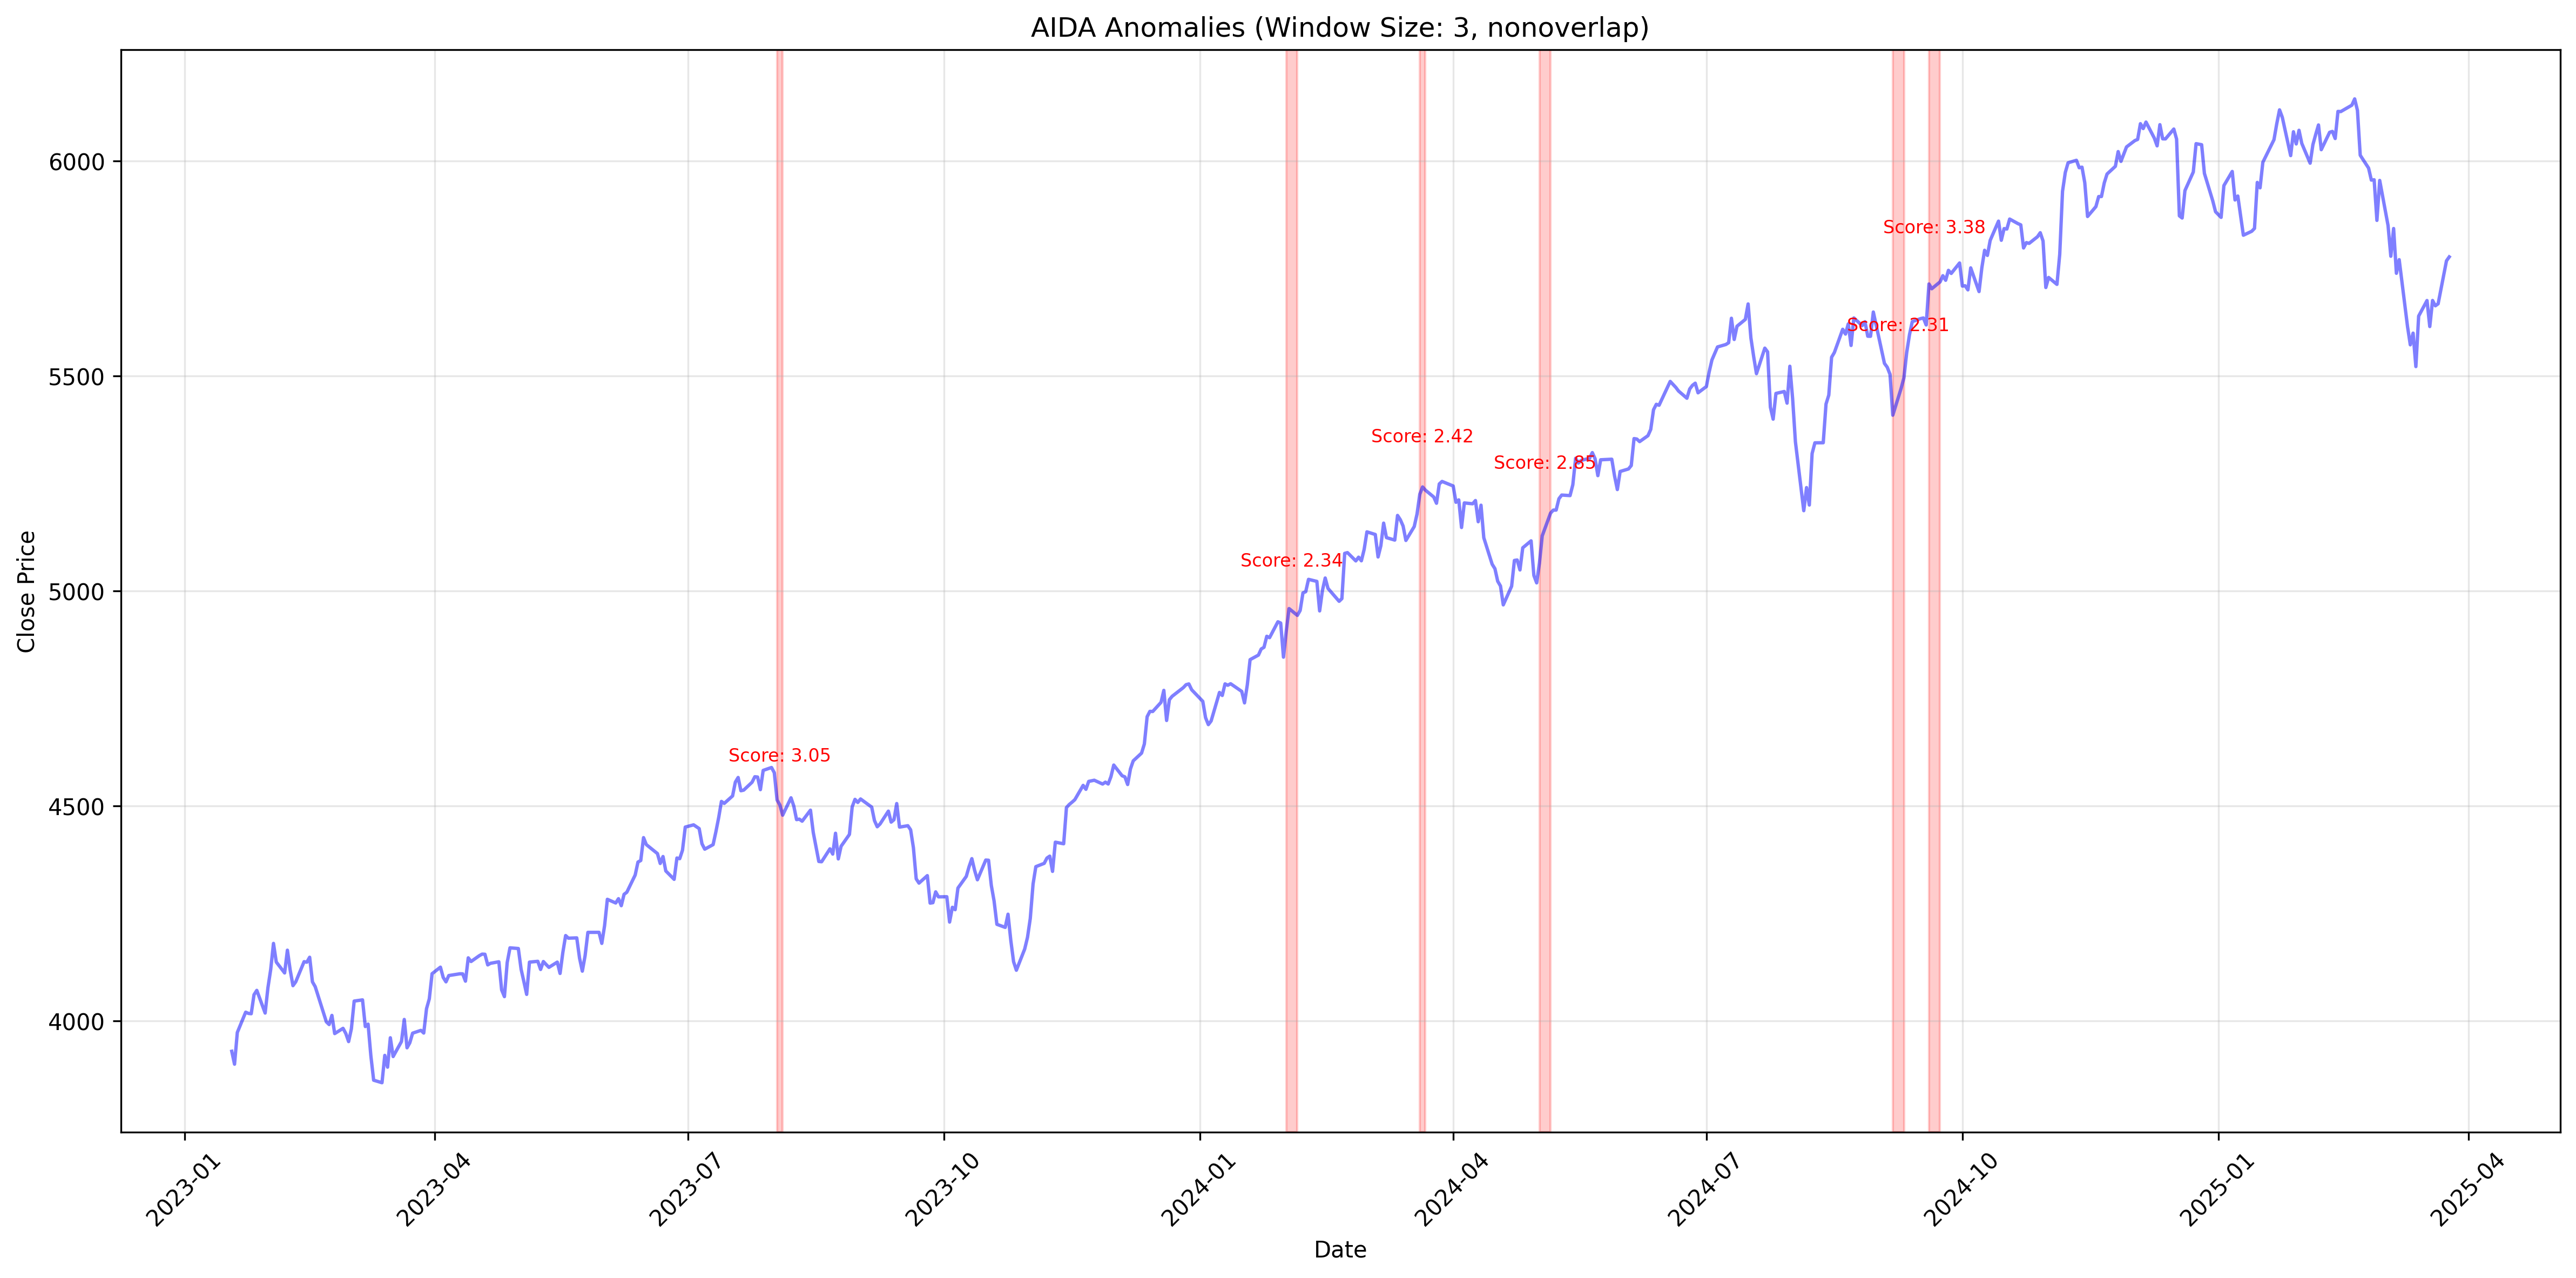 AIDA Anomalies (Window Size: 3, nonoverlap)
Close Price
6000
5500
5000
4500
4000
Score: 3.05
Score: 2.34
Score: 2.42
Score: 2.85
Score: 2.31
Score: 3.38
2023-01
2023-04
2023-07
2023-10
2024-01
2024-04
2024-07
2024-10
2025-01
2025-04
Date